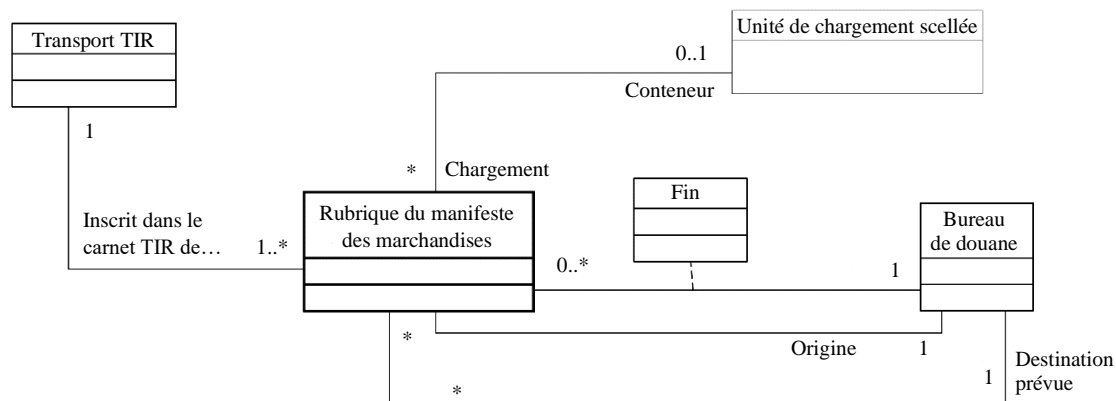 Transport TIR
Unité de chargement scellée
0..1
Conteneur
1
*
Chargement
Fin
Rubrique du manifeste
des marchandises
Bureau
de douane
Inscrit dans le
carnet TIR de…
1..*
0..*
1
*
Origine
1
Destination
prévue
*
1